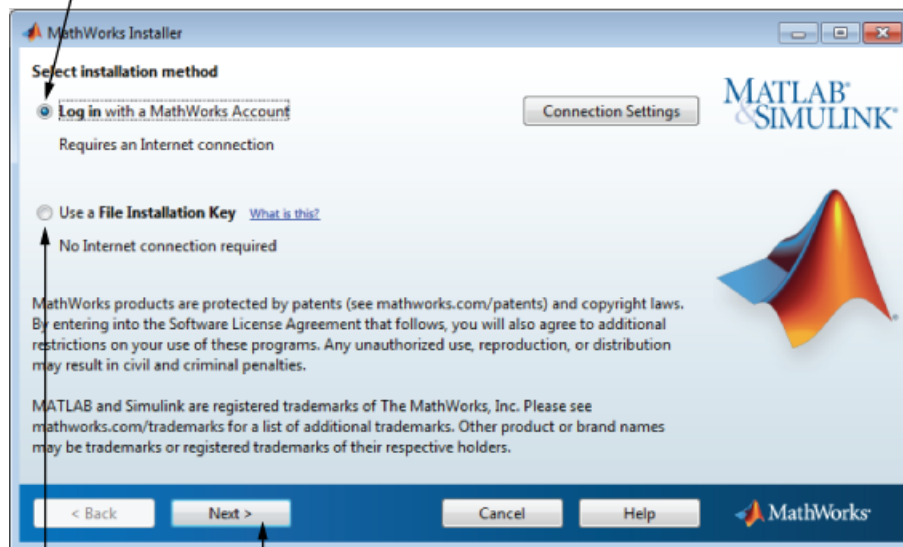 MathWorks Installer
Select installation method
Log in with a MathWorks Account
Connection Settings
MATLAB®
&SIMULINK®
Requires an Internet connection
Use a File Installation Key What is this?
No Internet connection required
MathWorks products are protected by patents (see mathworks.com/patents) and copyright laws.
By entering into the Software License Agreement that follows, you will also agree to additional
restrictions on your use of these programs. Any unauthorized use, reproduction, or distribution
may result in civil and criminal penalties.
MATLAB and Simulink are registered trademarks of The MathWorks, Inc. Please see
mathworks.com/trademarks for a list of additional trademarks. Other product or brand names
may be trademarks or registered trademarks of their respective holders.
< Back
Next >
Cancel
Help
MathWorks®